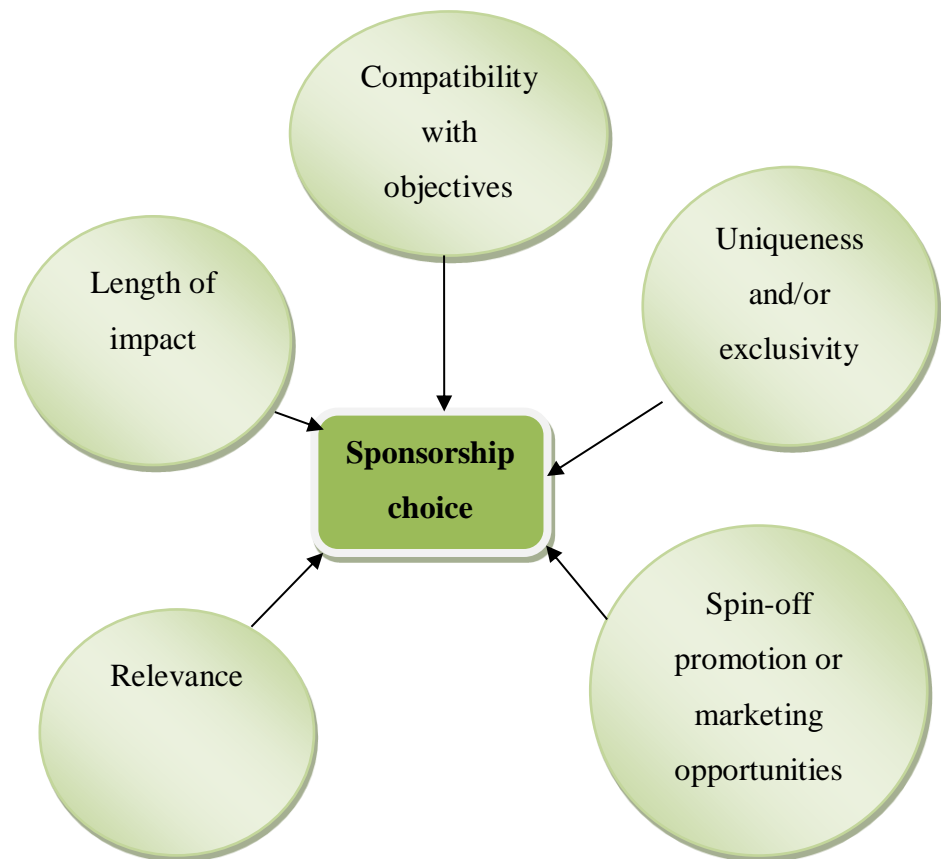 Compatibility
with
objectives
Uniqueness
and/or
exclusivity
Length of
impact
Sponsorship
choice
Spin-off
promotion or
marketing
opportunities
Relevance